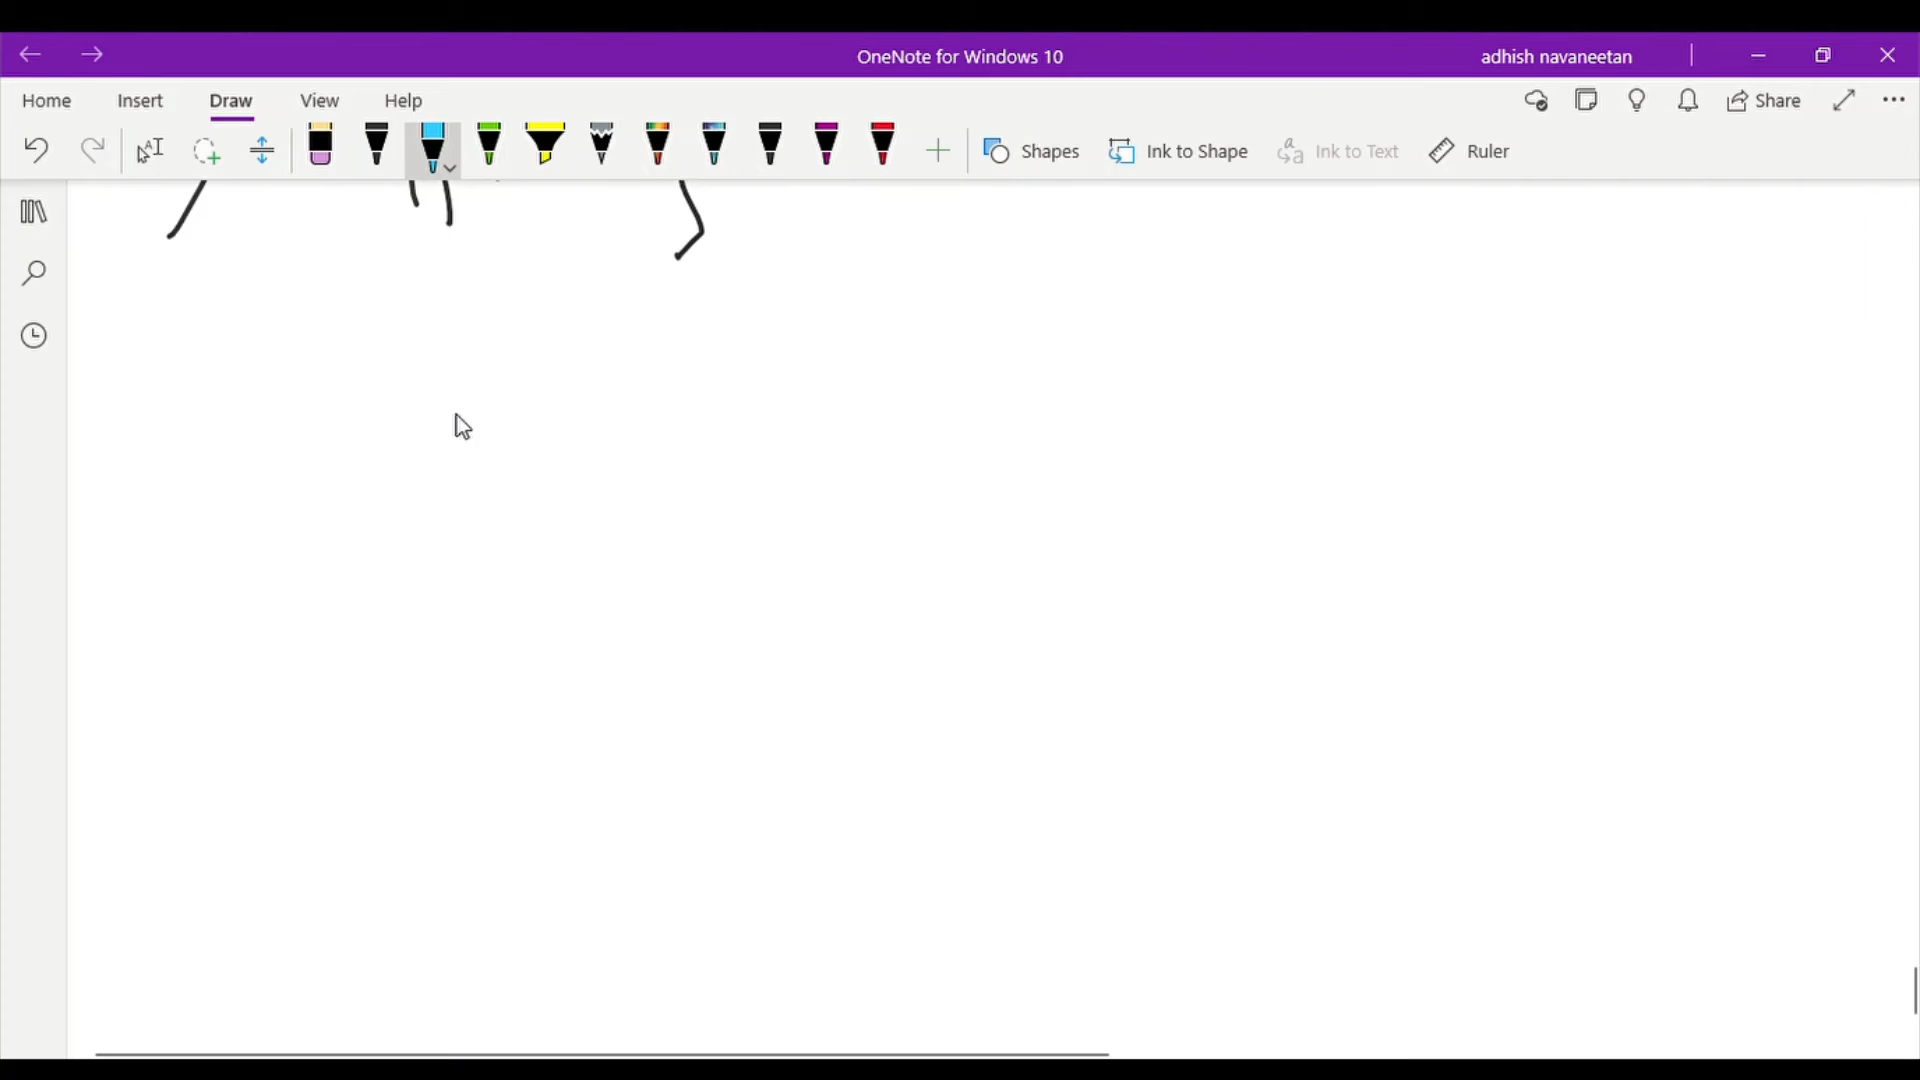 OneNote for Windows 10
adhish navaneetan
Home Insert Draw View Help
Share
Shapes Ink to Shape Ink to Text Ruler